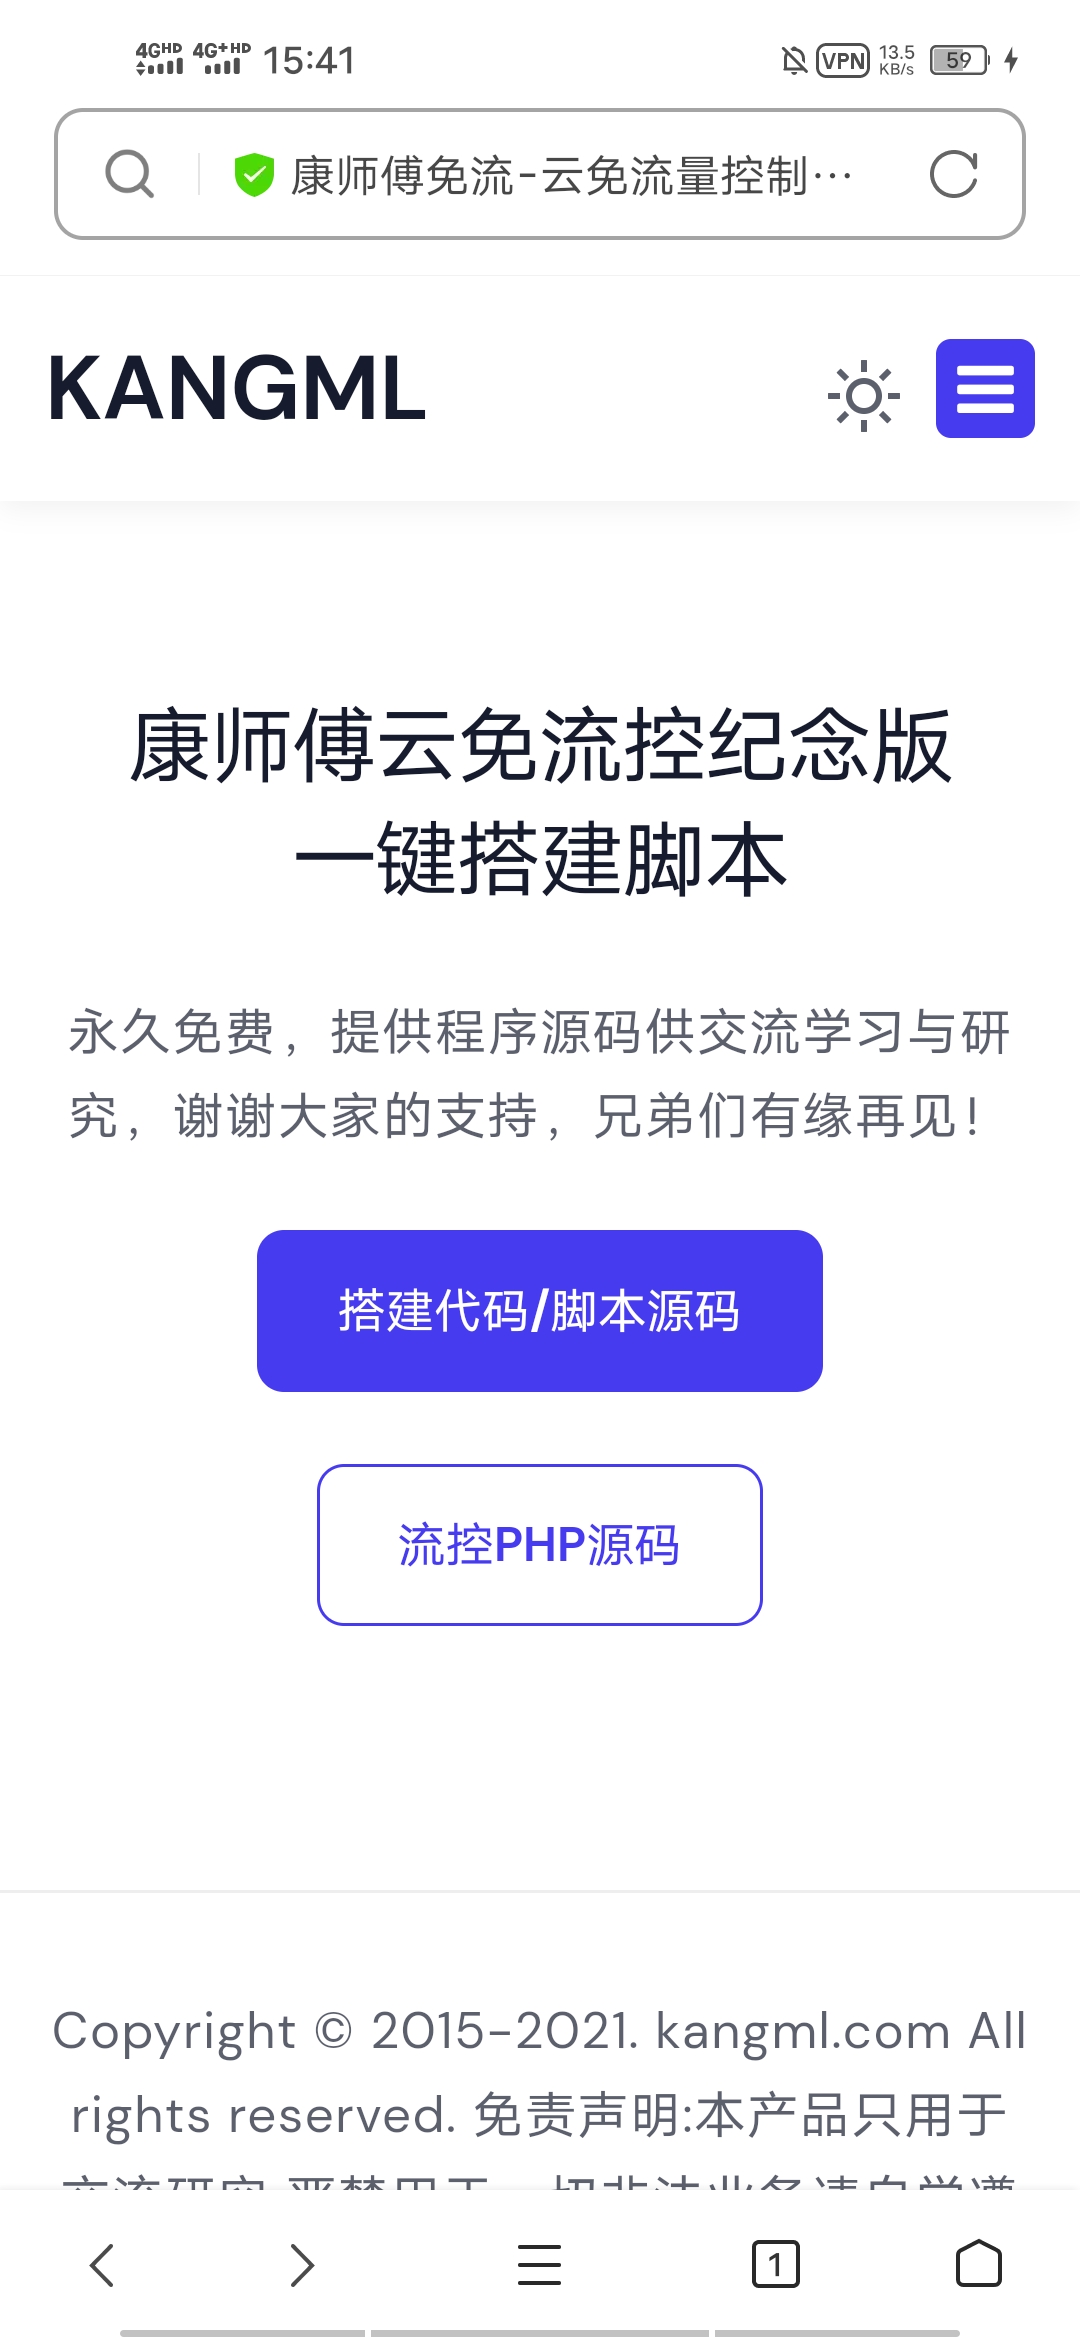 4GHD 4G+HD 15:41 VPN 13.5 KB/s 59
康师傅免流-云免流量控制…
KANGML
康师傅云免流控纪念版
一键搭建脚本
永久免费，提供程序源码供交流学习与研
究，谢谢大家的支持，兄弟们有缘再见!
搭建代码/脚本源码
流控PHP源码
Copyright © 2015-2021. kangml.com All
rights reserved. 免责声明:本产品只用于
1